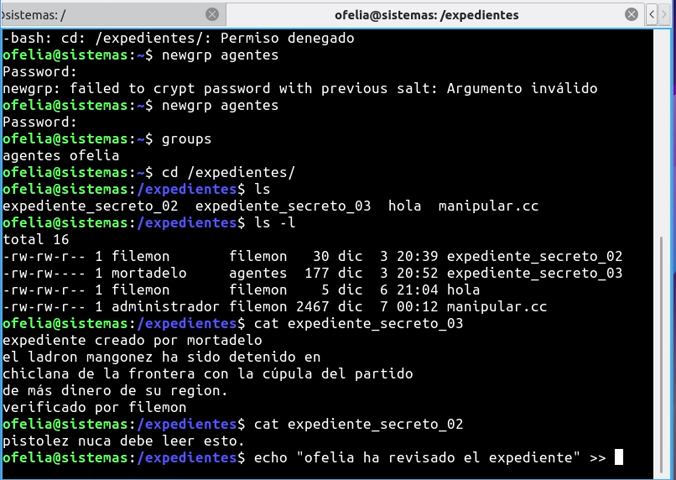 sistemas: /
ofelia@sistemas: /expedientes
-bash: cd: /expedientes/: Permiso denegado
ofelia@sistemas:~$ newgrp agentes
Password:
newgrp: failed to crypt password with previous salt: Argumento inválido
ofelia@sistemas:~$ newgrp agentes
Password:
ofelia@sistemas:~$ groups
agentes ofelia
ofelia@sistemas:~$ cd /expedientes/
ofelia@sistemas:/expedientes$ ls
expediente_secreto_02  expediente_secreto_03  hola  manipular.cc
ofelia@sistemas:/expedientes$ ls -l
total 16
-rw-rw-r-- 1 filemon       filemon   30 dic  3 20:39 expediente_secreto_02
-rw-rw---- 1 mortadelo     agentes  177 dic  3 20:52 expediente_secreto_03
-rw-rw-r-- 1 filemon       filemon    5 dic  6 21:04 hola
-rw-rw-r-- 1 administrador filemon 2467 dic  7 00:12 manipular.cc
ofelia@sistemas:/expedientes$ cat expediente_secreto_03
expediente creado por mortadelo
el ladron mangonez ha sido detenido en
chiclana de la frontera con la cúpula del partido
de más dinero de su region.
verificado por filemon
ofelia@sistemas:/expedientes$ cat expediente_secreto_02
pistolez nuca debe leer esto.
ofelia@sistemas:/expedientes$ echo "ofelia ha revisado el expediente" >>